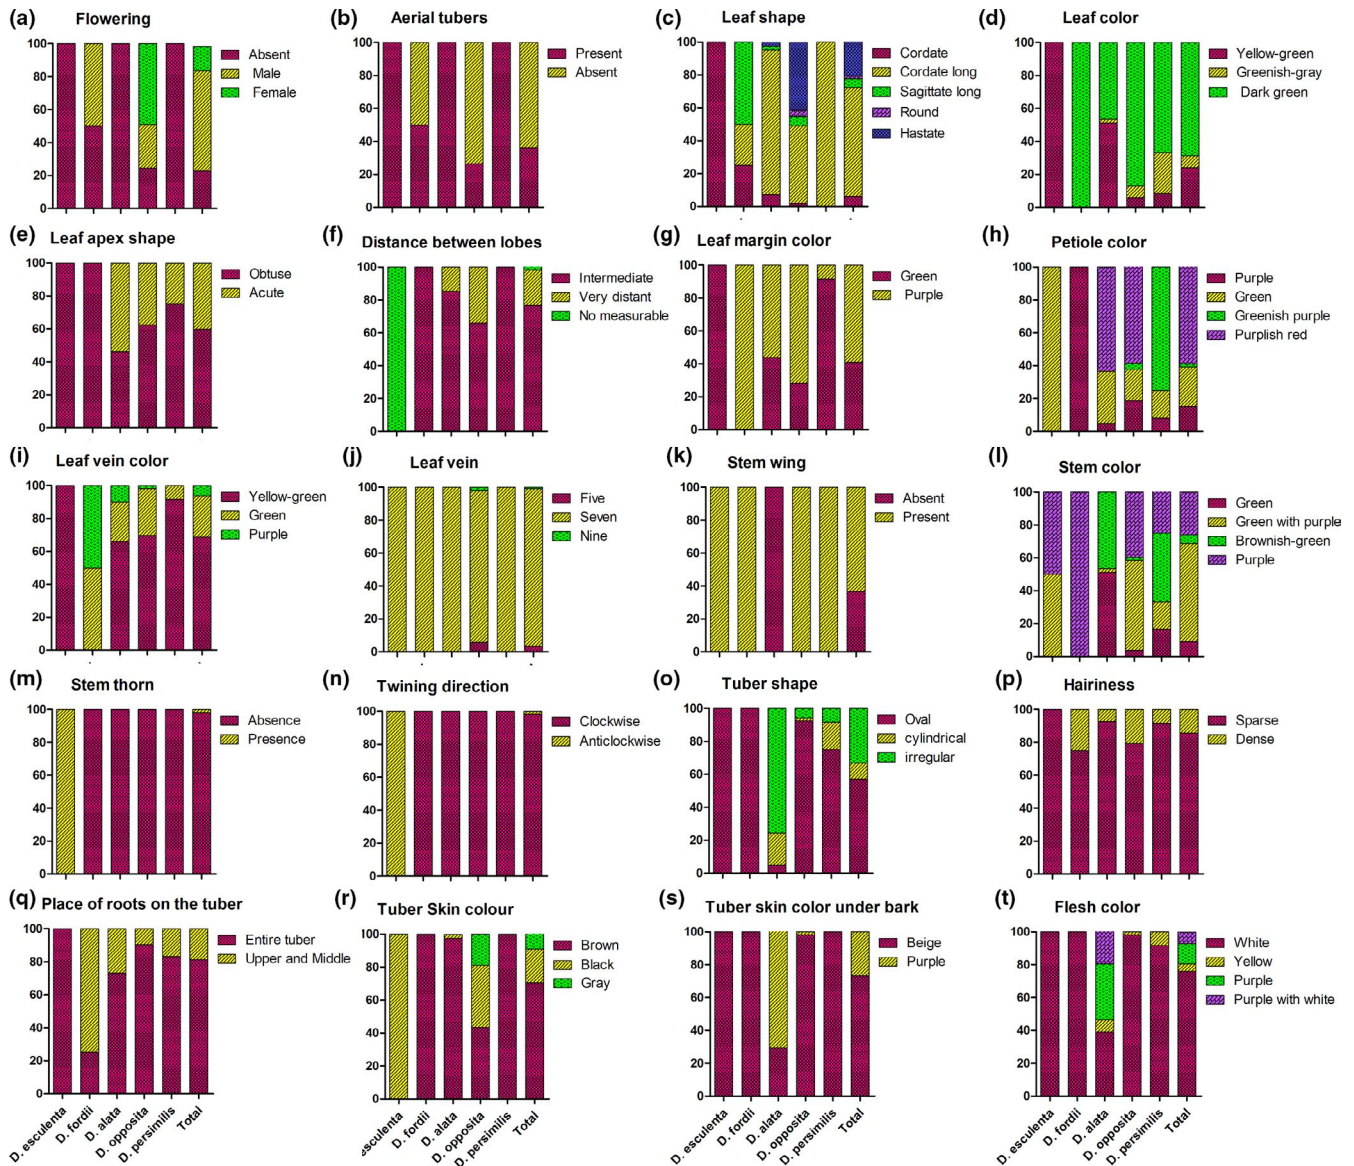 (a) Flowering
100
80
60
40
20
0
Absent
Male
Female
(b) Aerial tubers
100
80
60
40
20
0
Present
Absent
(c) Leaf shape
100
80
60
40
20
0
Cordate
Cordate long
Sagittate long
Round
Hastate
(d) Leaf color
100
80
60
40
20
0
Yellow-green
Greenish-gray
Dark green
(e) Leaf apex shape
100
80
60
40
20
0
Obtuse
Acute
(f) Distance between lobes
100
80
60
40
20
0
Intermediate
Very distant
No measurable
(g) Leaf margin color
100
80
60
40
20
0
Green
Purple
(h) Petiole color
100
80
60
40
20
0
Purple
Green
Greenish purple
Purplish red
(i) Leaf vein color
100
80
60
40
20
0
Yellow-green
Green
Purple
(j) Leaf vein
100
80
60
40
20
0
Five
Seven
Nine
(k) Stem wing
100
80
60
40
20
0
Absent
Present
(l) Stem color
100
80
60
40
20
0
Green
Green with purple
Brownish-green
Purple
(m) Stem thorn
100
80
60
40
20
0
Absence
Presence
(n) Twining direction
100
80
60
40
20
0
Clockwise
Anticlockwise
(o) Tuber shape
100
80
60
40
20
0
Oval
cylindrical
irregular
(p) Hairiness
100
80
60
40
20
0
Sparse
Dense
(q) Place of roots on the tuber
100
80
60
40
20
0
Entire tuber
Upper and Middle
D. esculenta
D. fordii
D. alata
D. opposita
D. persimilis
Total
(r) Tuber Skin colour
100
80
60
40
20
0
Brown
Black
Gray
esculenta
D. fordii
D. alata
D. opposita
D. persimilis
Total
(s) Tuber skin color under bark
100
80
60
40
20
0
Beige
Purple
D. esculenta
D. fordii
D. alata
D. opposita
D. persimilis
Total
(t) Flesh color
100
80
60
40
20
0
White
Yellow
Purple
Purple with white
D. esculenta
D. fordii
D. alata
D. opposita
D. persimilis
Total